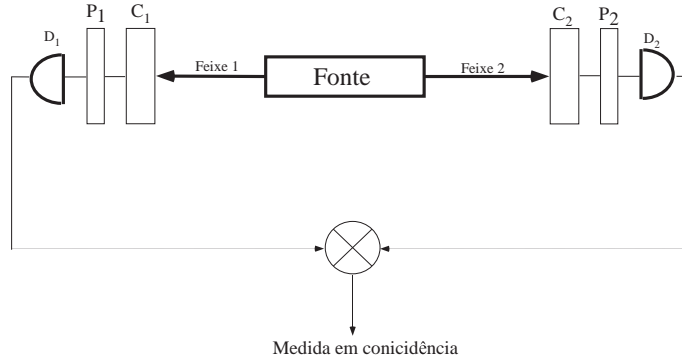 P1 C1
C2 P2
D1
D2
Feixe 1
Fonte
Feixe 2
Medida em conicidência